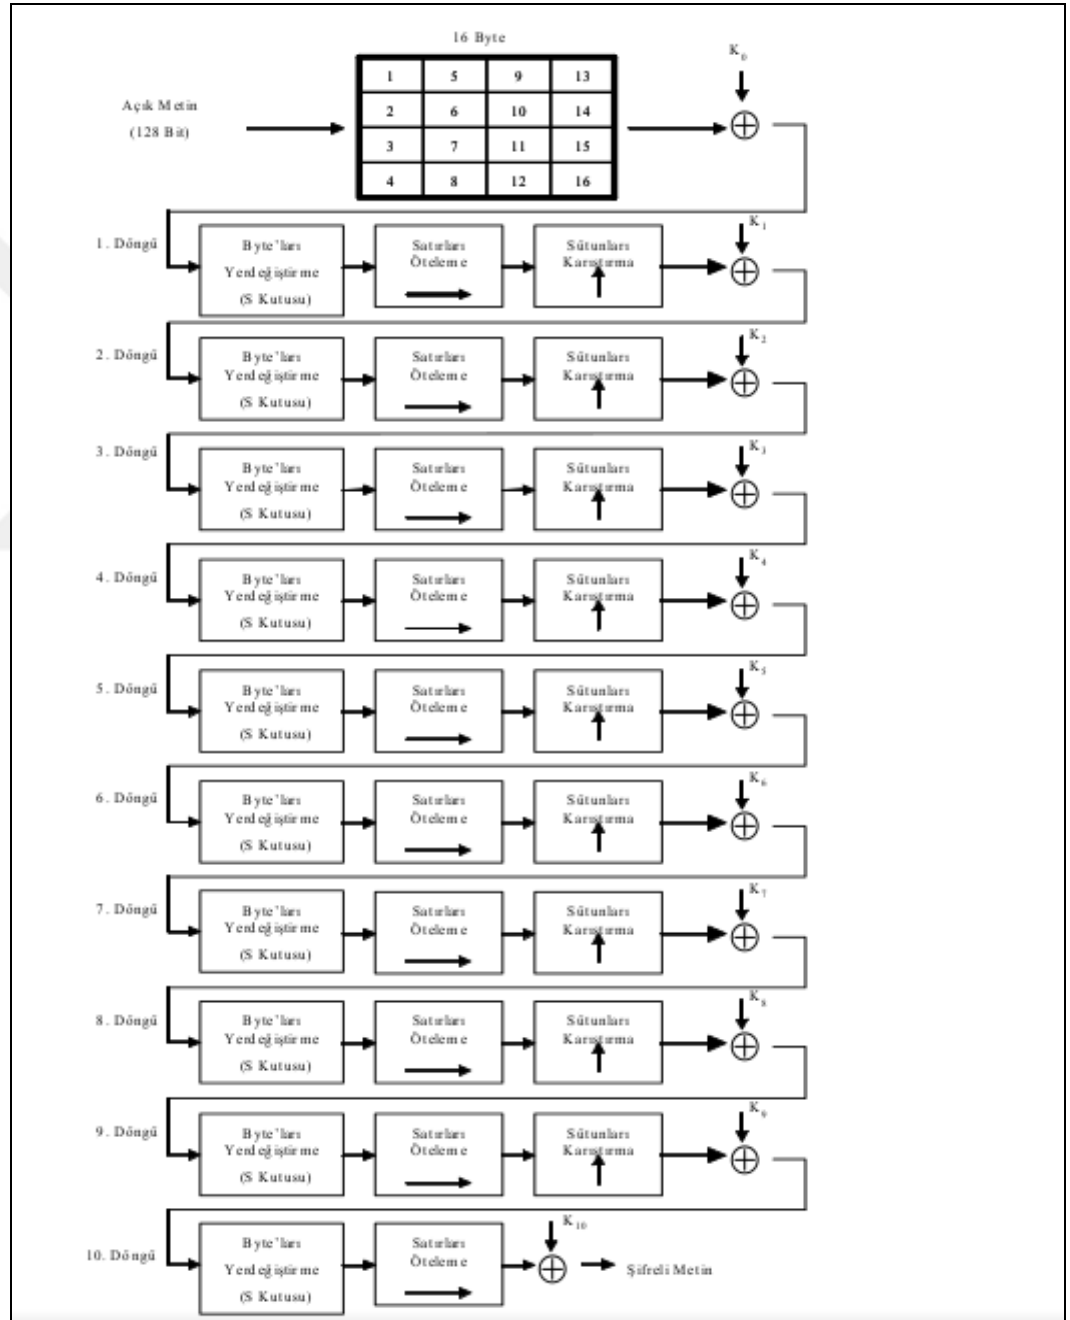 16 Byte
K0
Açık Metin
(128 Bit)
1 5 9 13
2 6 10 14
3 7 11 15
4 8 12 16
1. Döngü
Byte'ları
Yerdeğiştirme
(S Kutusu)
Satırları
Öteleme
Sütunları
Karıştırma
K1
2. Döngü
Byte'ları
Yerdeğiştirme
(S Kutusu)
Satırları
Öteleme
Sütunları
Karıştırma
K2
3. Döngü
Byte'ları
Yerdeğiştirme
(S Kutusu)
Satırları
Öteleme
Sütunları
Karıştırma
K3
4. Döngü
Byte'ları
Yerdeğiştirme
(S Kutusu)
Satırları
Öteleme
Sütunları
Karıştırma
K4
5. Döngü
Byte'ları
Yerdeğiştirme
(S Kutusu)
Satırları
Öteleme
Sütunları
Karıştırma
K5
6. Döngü
Byte'ları
Yerdeğiştirme
(S Kutusu)
Satırları
Öteleme
Sütunları
Karıştırma
K6
7. Döngü
Byte'ları
Yerdeğiştirme
(S Kutusu)
Satırları
Öteleme
Sütunları
Karıştırma
K7
8. Döngü
Byte'ları
Yerdeğiştirme
(S Kutusu)
Satırları
Öteleme
Sütunları
Karıştırma
K8
9. Döngü
Byte'ları
Yerdeğiştirme
(S Kutusu)
Satırları
Öteleme
Sütunları
Karıştırma
K9
10. Döngü
Byte'ları
Yerdeğiştirme
(S Kutusu)
Satırları
Öteleme
K10
Şifreli Metin